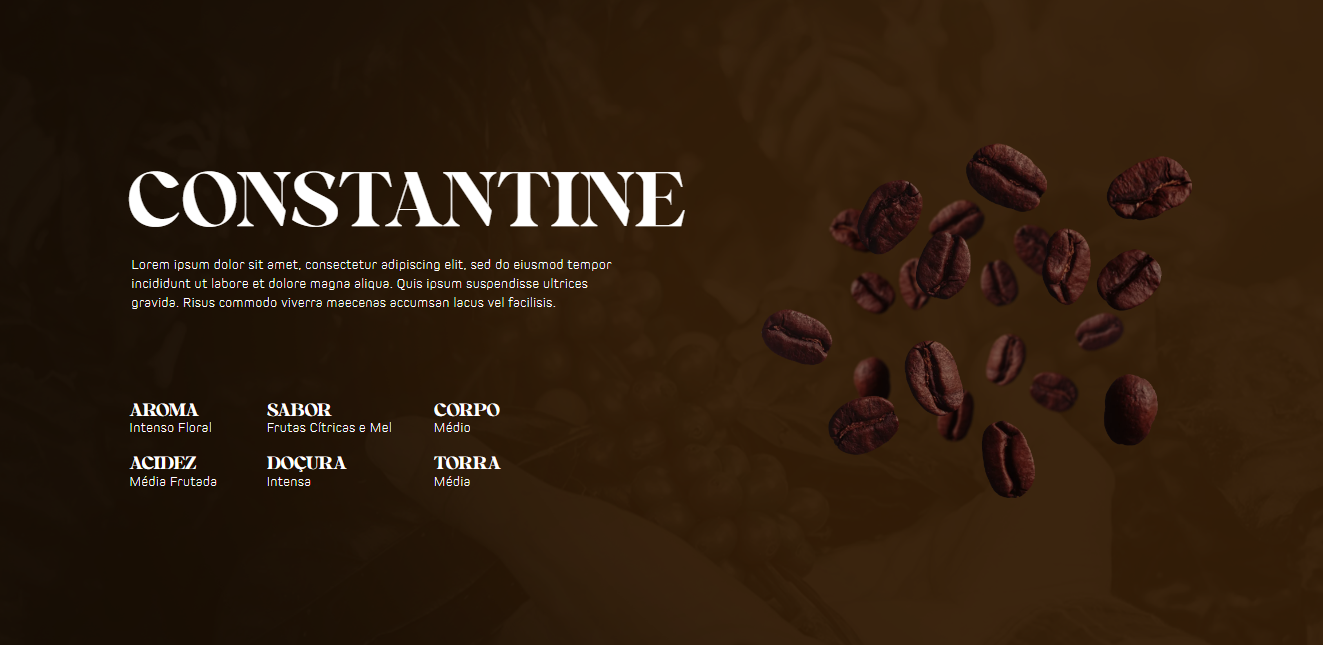 CONSTANTINE
Lorem ipsum dolor sit amet, consectetur adipiscing elit, sed do eiusmod tempor
incididunt ut labore et dolore magna aliqua. Quis ipsum suspendisse ultrices
gravida. Risus commodo viverra maecenas accumsan lacus vel facilisis.
AROMA
Intenso Floral
SABOR
Frutas Cítricas e Mel
CORPO
Médio
ACIDEZ
Média Frutada
DOÇURA
Intensa
TORRA
Média